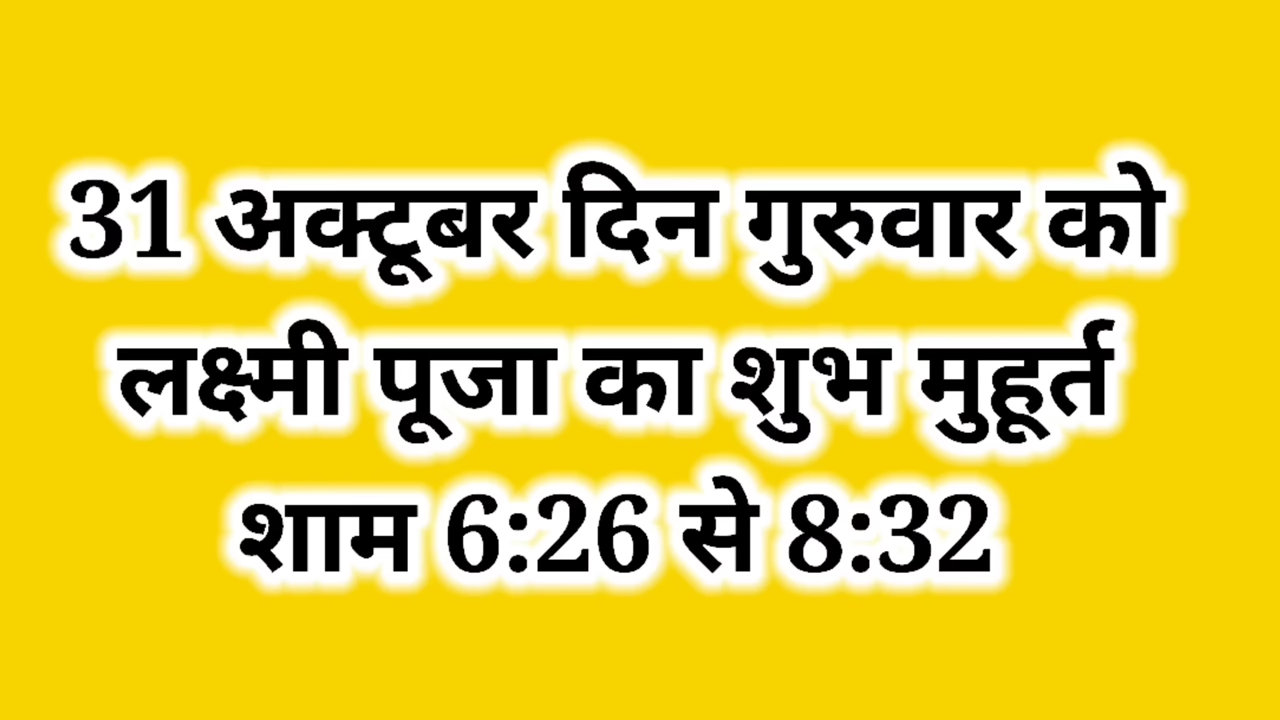 31 अक्टूबर दिन गुरुवार को
लक्ष्मी पूजा का शुभ मुहूर्त
शाम 6:26 से 8:32